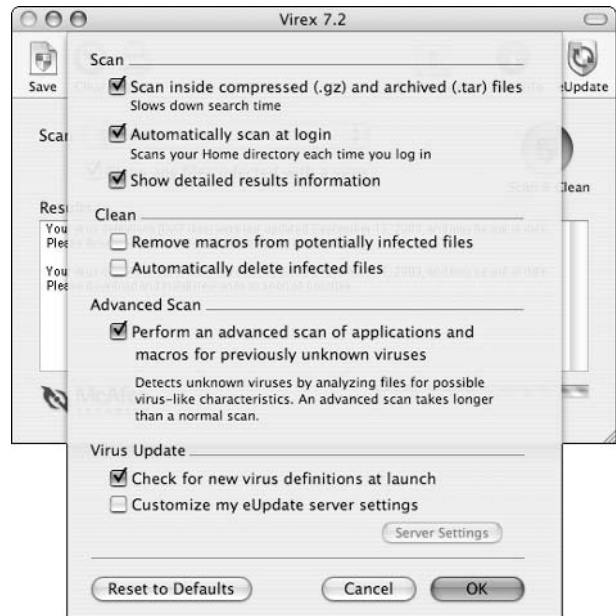 Virex 7.2
Save
eUpdate
Scan
Scan inside compressed (.gz) and archived (.tar) files
Slows down search time
Automatically scan at login
Scans your Home directory each time you log in
Show detailed results information
Scan & Clean
Results
Clean
Remove macros from potentially infected files
Automatically delete infected files
Advanced Scan
Perform an advanced scan of applications and
macros for previously unknown viruses
Detects unknown viruses by analyzing files for possible
virus-like characteristics. An advanced scan takes longer
than a normal scan.
McAfee
Virus Update
Check for new virus definitions at launch
Customize my eUpdate server settings
Server Settings
Reset to Defaults
Cancel
OK